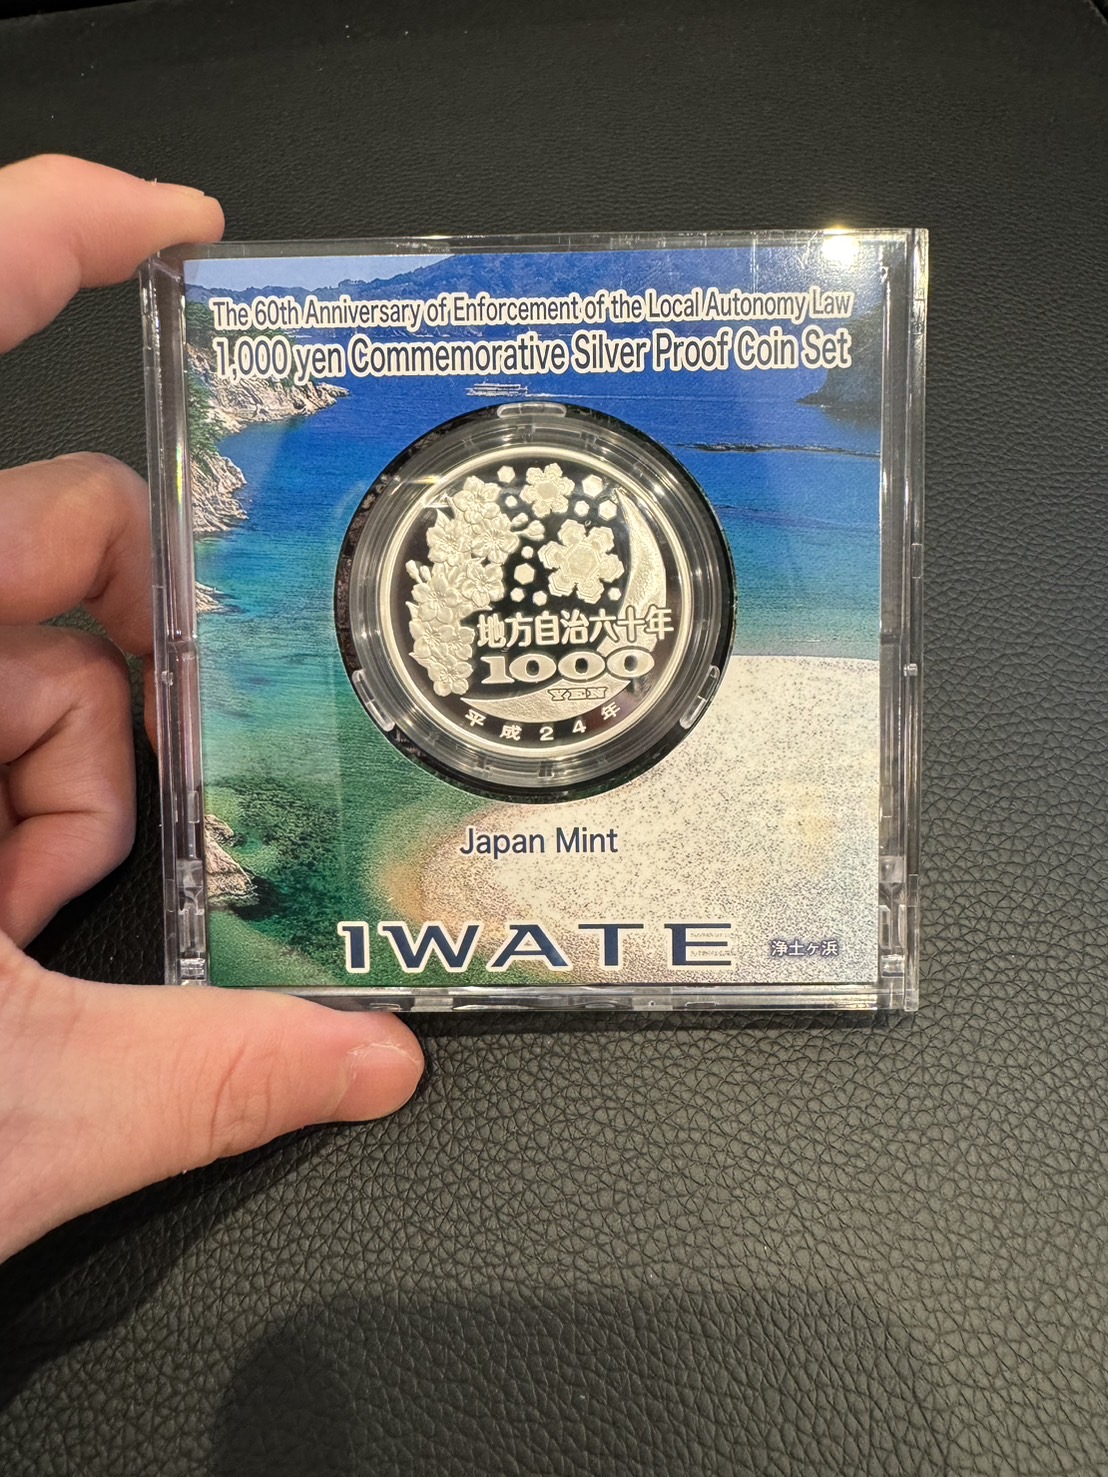 The 60th Anniversary of Enforcement of the Local Autonomy Law
1,000 yen Commemorative Silver Proof Coin Set
地方自治六十年
1000
YEN
平成24年
Japan Mint
IWATE
浄土ヶ浜